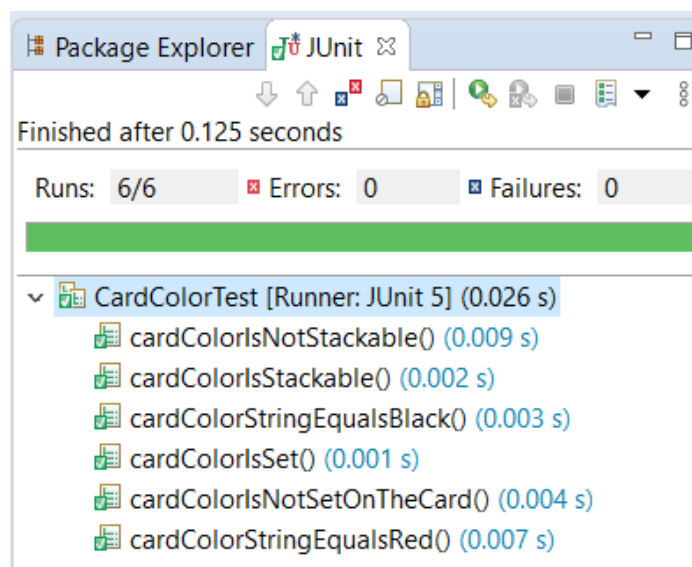 Package Explorer JUnit
Finished after 0.125 seconds
Runs: 6/6 Errors: 0 Failures: 0
CardColorTest [Runner: JUnit 5] (0.026 s)
cardColorIsNotStackable() (0.009 s)
cardColorIsStackable() (0.002 s)
cardColorStringEqualsBlack() (0.003 s)
cardColorIsSet() (0.001 s)
cardColorIsNotSetOnTheCard() (0.004 s)
cardColorStringEqualsRed() (0.007 s)